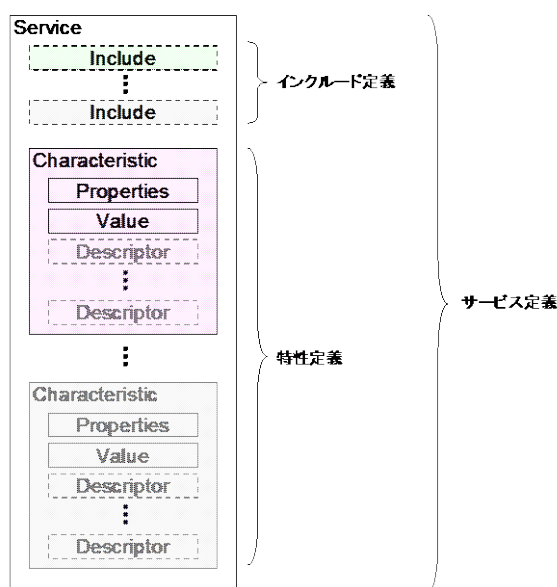 Service
Include
Include
インクルード定義
Characteristic
Properties
Value
Descriptor
Descriptor
サービス定義
特性定義
Characteristic
Properties
Value
Descriptor
Descriptor